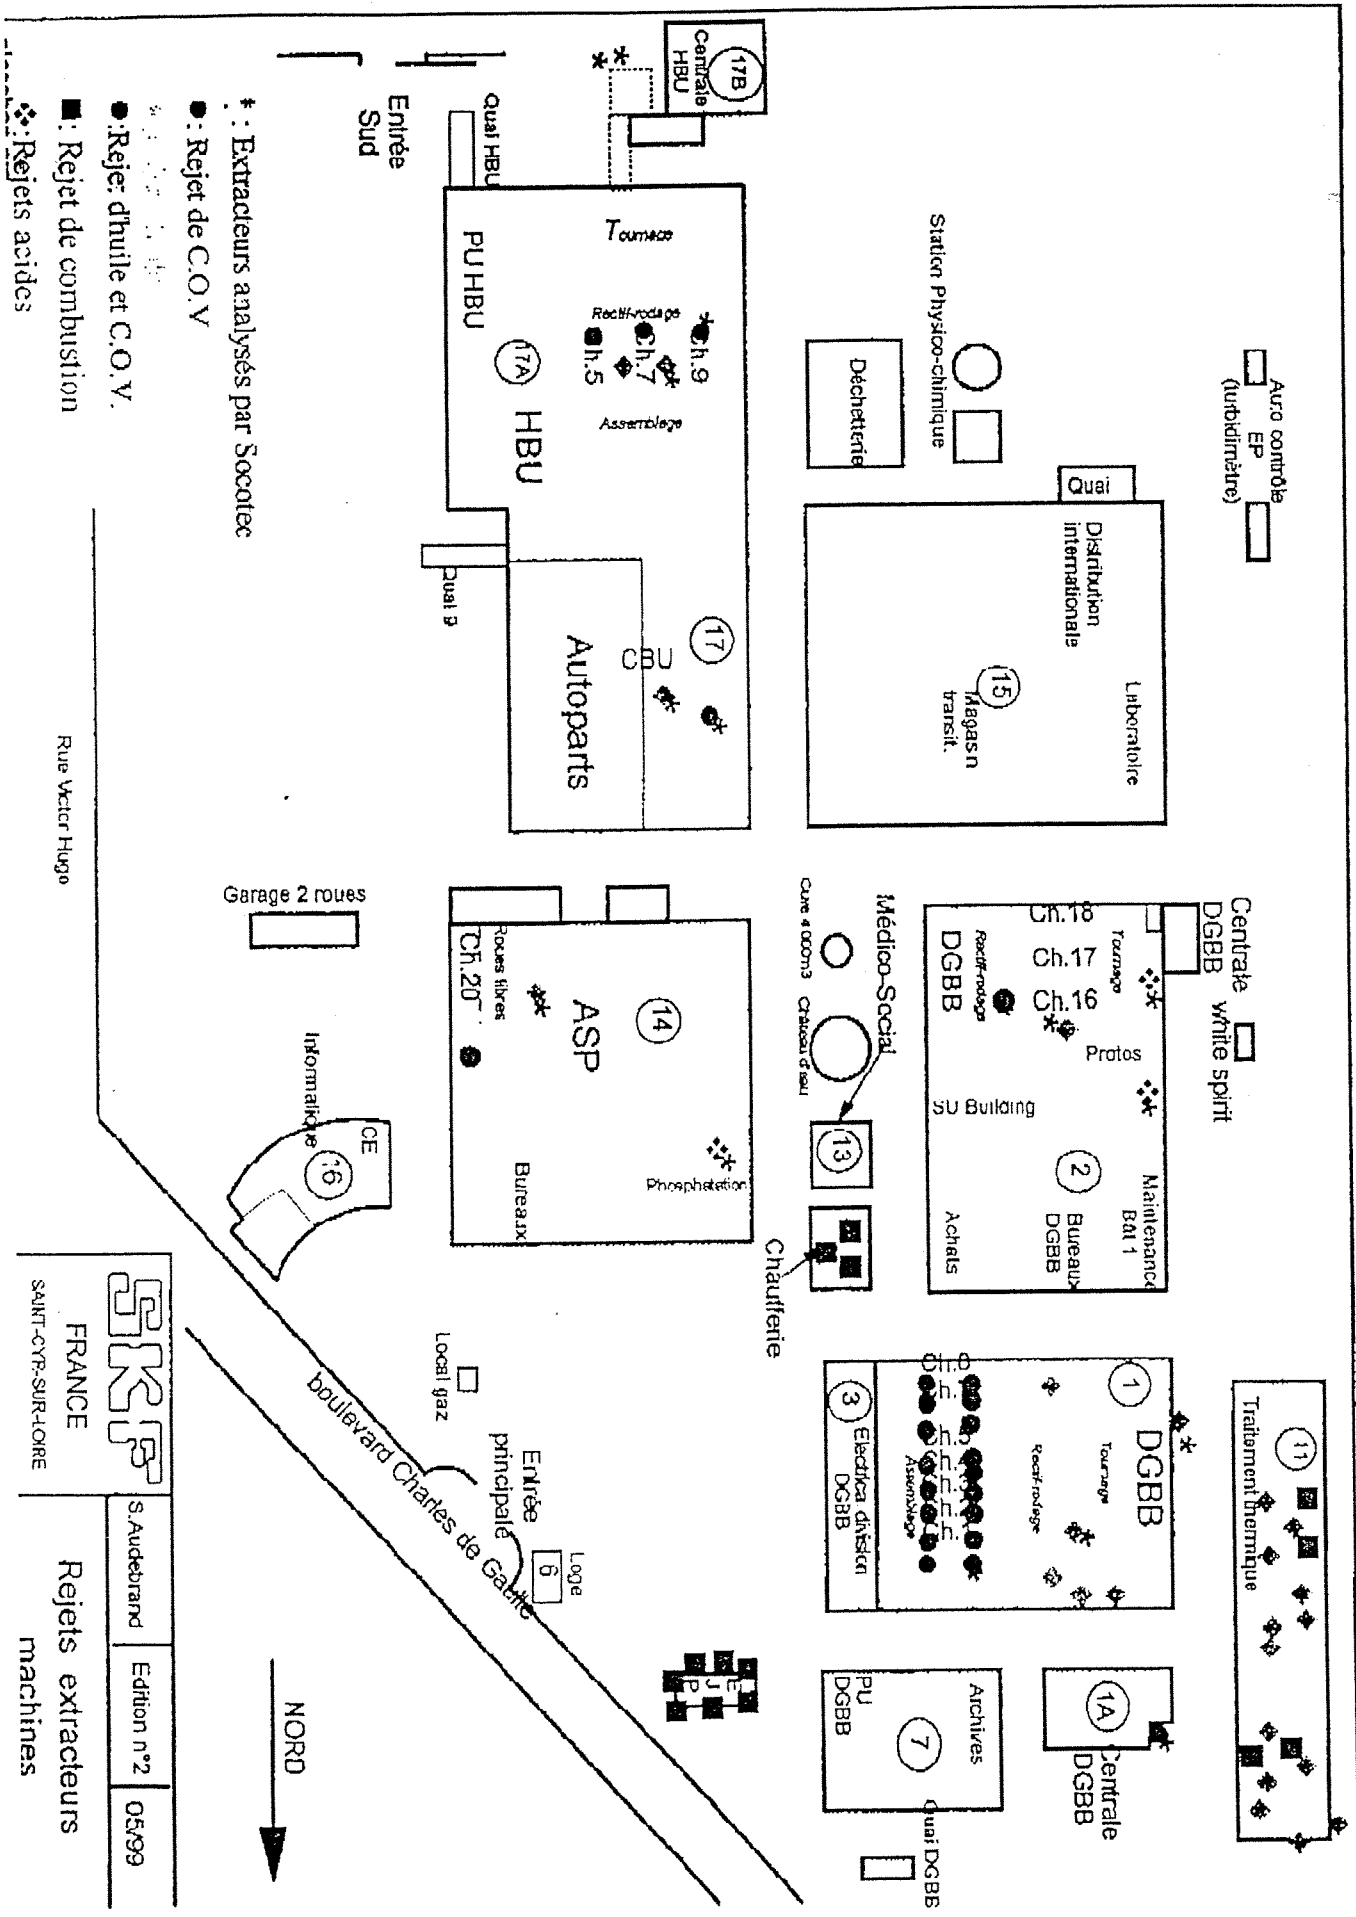 17B
Centrale
HBU
Entrée
Sud
Quai HBU
* : Extracteurs analysés par Socotec
● : Rejet de C.O.V
● : Rejet d'huile et C.O.V.
■ : Rejet de combustion
: Rejets acides
Tournage
PU HBU
Rectif-rodage
Ch.9
Ch.7
Ch.5
17A
HBU
Assemblage
Quai 9
17
CBU
Autoparts
Station Physico-chimique
Déchetterie
Auto contrôle
EP
(turbidimètre)
Quai
Distribution
internationale
15
Magasin
transit.
Laboratoire
Rue Victor Hugo
Garage 2 roues
Roues libres
Ch.20
14
ASP
Phosphatation
Bureaux
Informatique
CE
16
Cuve 4 000m3
Château d'eau
Médico-Social
13
Chaufferie
Centrale
DGBB
white spirit
Ch.18
Ch.17
Ch.16
Tournage
Rectif-rodage
DGBB
Protos
SU Building
2
Maintenance
Bât 1
Bureaux
DGBB
Achats
1
DGBB
Tournage
Rectif-rodage
Assemblage
3
Electrical division
DGBB
11
Traitement thermique
1A
Centrale
DGBB
Archives
7
PU
DGBB
Quai DGBB
Local gaz
Entrée
principale
Loge
6
boulevard Charles de Gaulle
NORD
SKF
FRANCE
SAINT-CYR-SUR-LOIRE
S.Audebrand
Edition n°2
05/99
Rejets extracteurs
machines